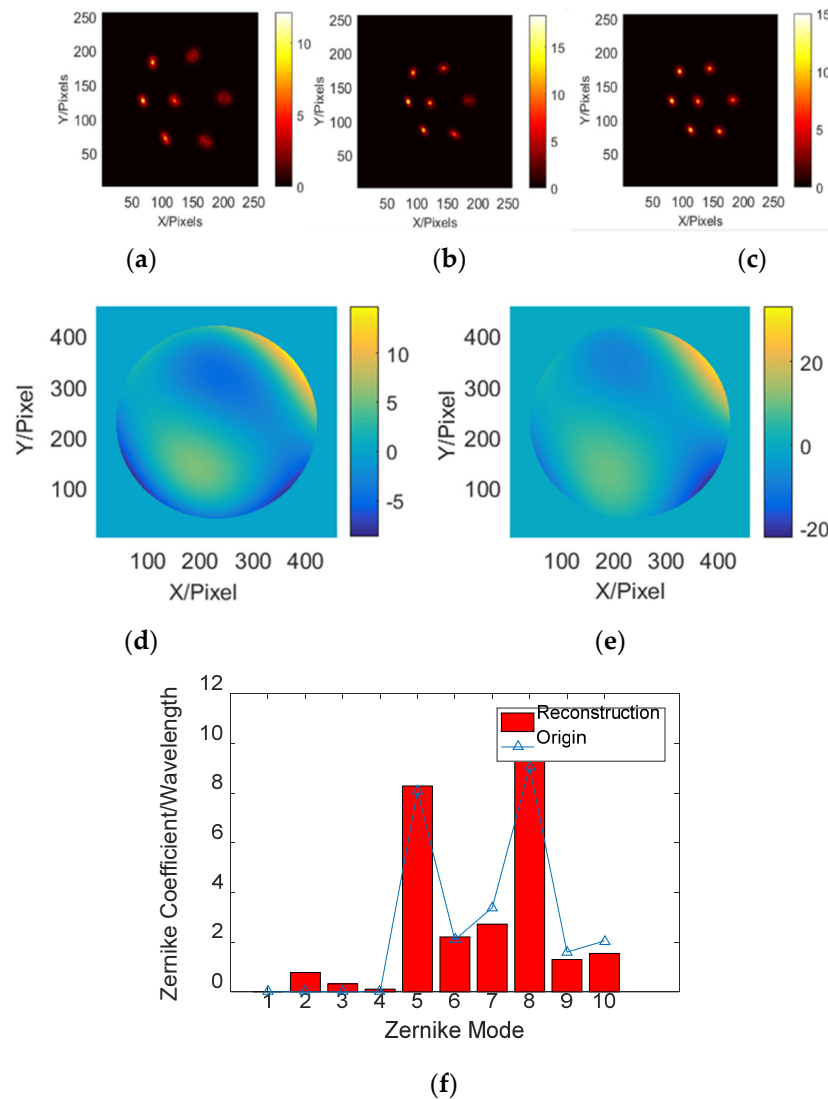 250
200
150
100
50
Y/Pixels
50 100 150 200 250
X/Pixels
10
5
0
(a)
250
200
150
100
50
Y/Pixels
50 100 150 200 250
X/Pixels
15
10
5
0
(b)
250
200
150
100
50
Y/Pixels
50 100 150 200 250
X/Pixels
15
10
5
0
(c)
400
300
200
100
Y/Pixel
100 200 300 400
X/Pixel
10
5
0
-5
(d)
400
300
200
100
Y/Pixel
100 200 300 400
X/Pixel
20
0
-20
(e)
12
10
8
6
4
2
0
Zernike Coefficient/Wavelength
Reconstruction
Origin
1 2 3 4 5 6 7 8 9 10
Zernike Mode
(f)